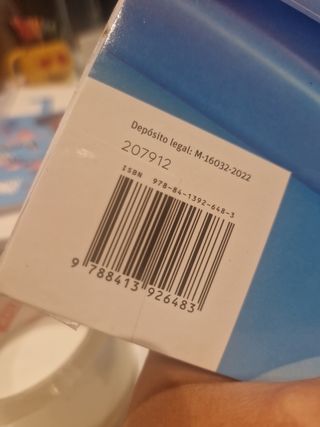 Depósito legal: M-16032-2022
207912
ISBN 978-84-1392-648-3
9 788413 926483